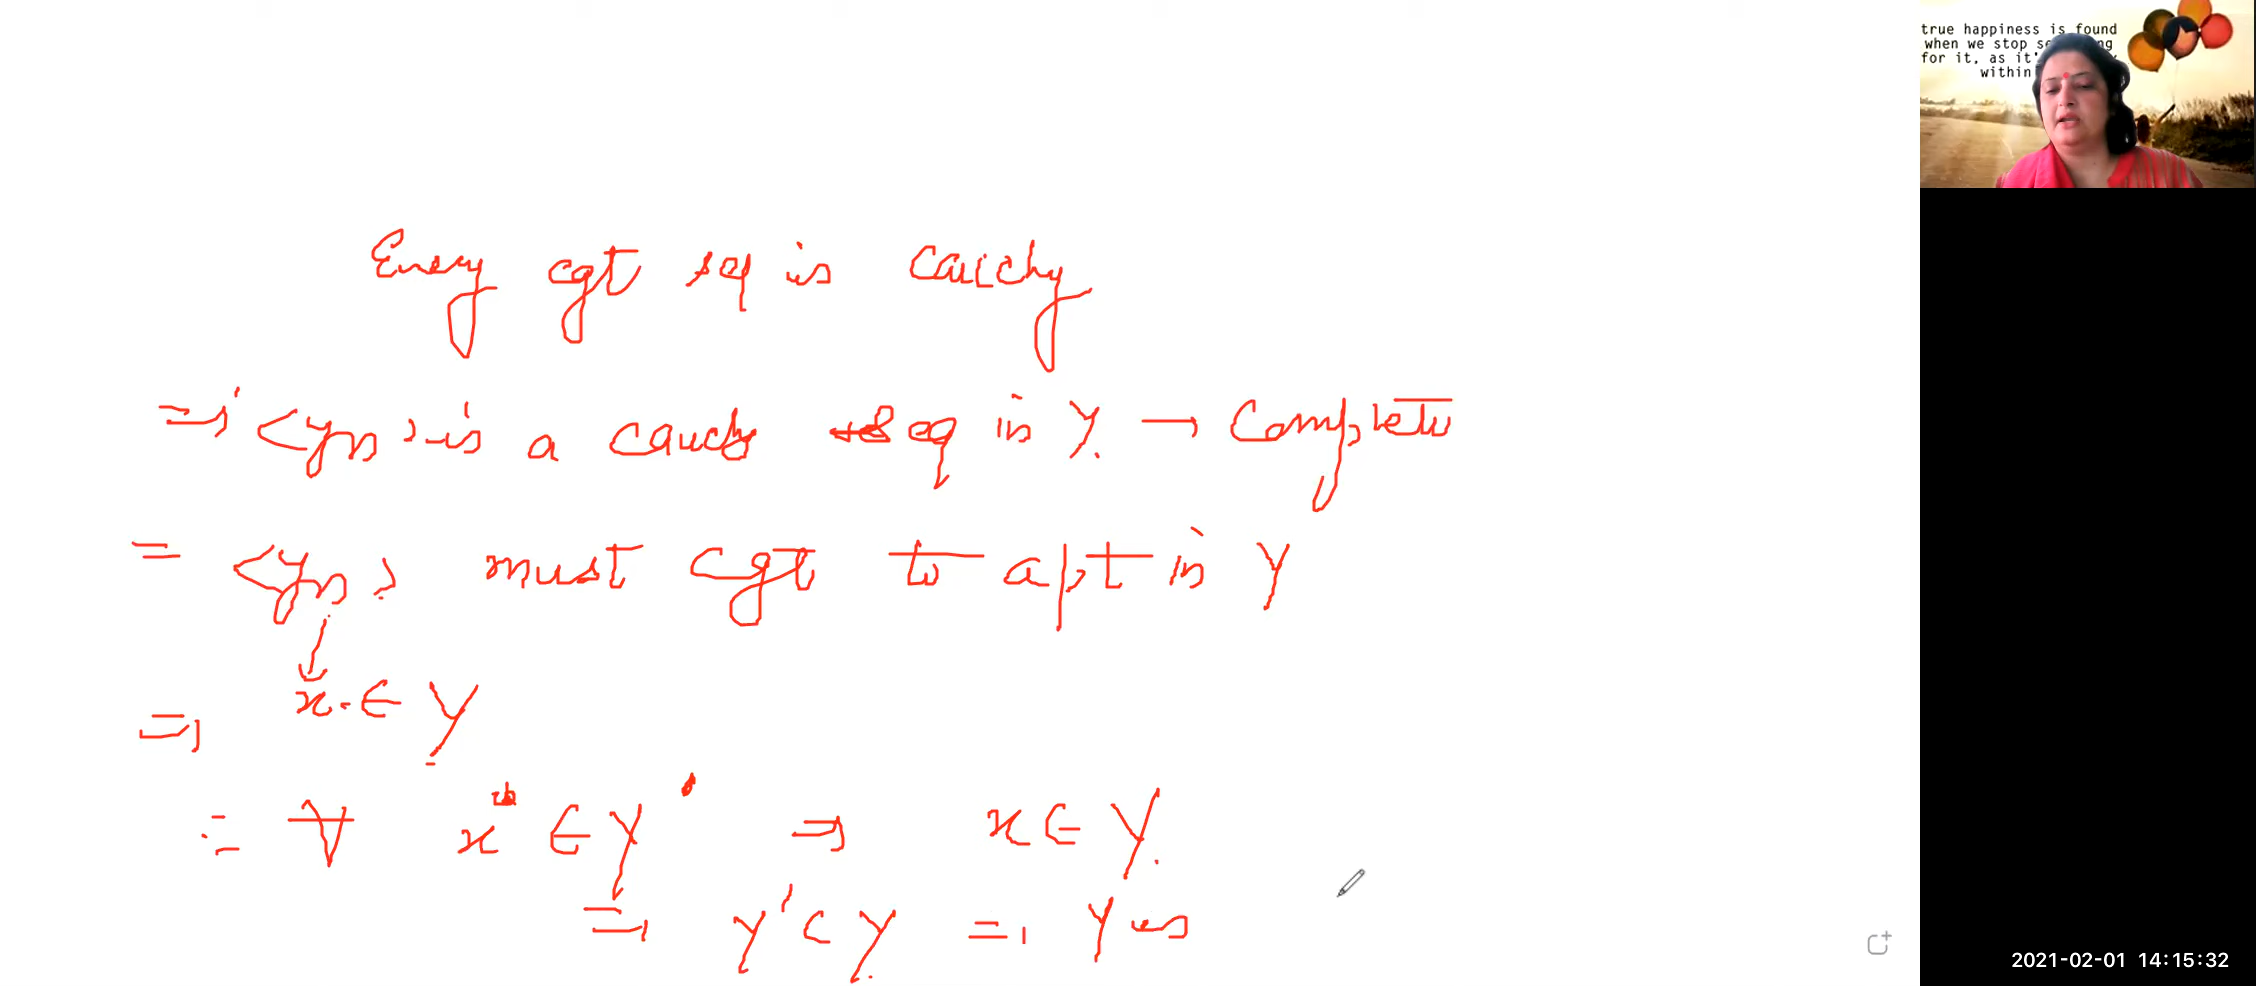 Every cgt seq is Cauchy
⇒ <yn> is a Cauchy Seq in Y. → Complete
= <yn> must cgt to a pt in Y
↓
⇒ x ∈ Y
∴ ∀ x ∈ Y' ⇒ x ∈ Y.
⇒ Y' ⊂ Y ⇒ Y is
true happiness is found
when we stop
for it, as it'
within
2021-02-01 14:15:32